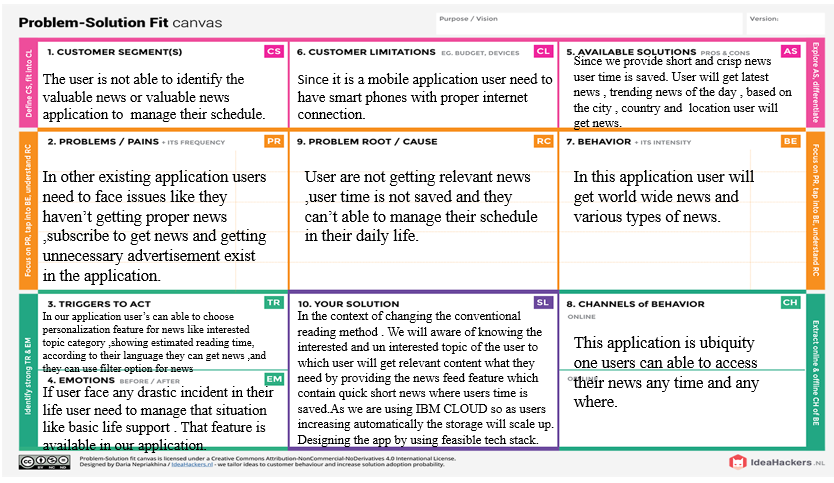 Problem-Solution Fit canvas
Purpose / Vision
Version:
Define CS, fit into CL
1. CUSTOMER SEGMENT(S)
CS
The user is not able to identify the
valuable news or valuable news
application to manage their schedule.
6. CUSTOMER LIMITATIONS EG. BUDGET, DEVICES
CL
Since it is a mobile application user need to
have smart phones with proper internet
connection.
5. AVAILABLE SOLUTIONS PROS & CONS
AS
Since we provide short and crisp news
user time is saved. User will get latest
news , trending news of the day , based on
the city , country and location user will
get news.
Explore AS, differentiate
Focus on PR, tap into BE, understand RC
2. PROBLEMS / PAINS + ITS FREQUENCY
PR
In other existing application users
need to face issues like they
haven’t getting proper news
,subscribe to get news and getting
unnecessary advertisement exist
in the application.
9. PROBLEM ROOT / CAUSE
RC
User are not getting relevant news
,user time is not saved and they
can’t able to manage their schedule
in their daily life.
7. BEHAVIOR + ITS INTENSITY
BE
In this application user will
get world wide news and
various types of news.
Focus on PR, tap into BE, understand RC
Identify strong TR & EM
3. TRIGGERS TO ACT
TR
In our application user’s can able to choose
personalization feature for news like interested
topic category ,showing estimated reading time,
according to their language they can get news ,and
they can use filter option for news
4. EMOTIONS BEFORE / AFTER
EM
If user face any drastic incident in their
life user need to manage that situation
like basic life support . That feature is
available in our application.
10. YOUR SOLUTION
SL
In the context of changing the conventional
reading method . We will aware of knowing the
interested and un interested topic of the user to
which user will get relevant content what they
need by providing the news feed feature which
contain quick short news where users time is
saved.As we are using IBM CLOUD so as users
increasing automatically the storage will scale up.
Designing the app by using feasible tech stack.
8. CHANNELS of BEHAVIOR
CH
ONLINE
This application is ubiquity
one users can able to access
their news any time and any
where.
Extract online & offline CH of BE
Problem-Solution fit canvas is licensed under a Creative Commons Attribution-NonCommercial-NoDerivatives 4.0 International License.
Designed by Daria Nepriakhina / IdeaHackers.nl - we tailor ideas to customer behaviour and increase solution adoption probability.
IdeaHackers.NL